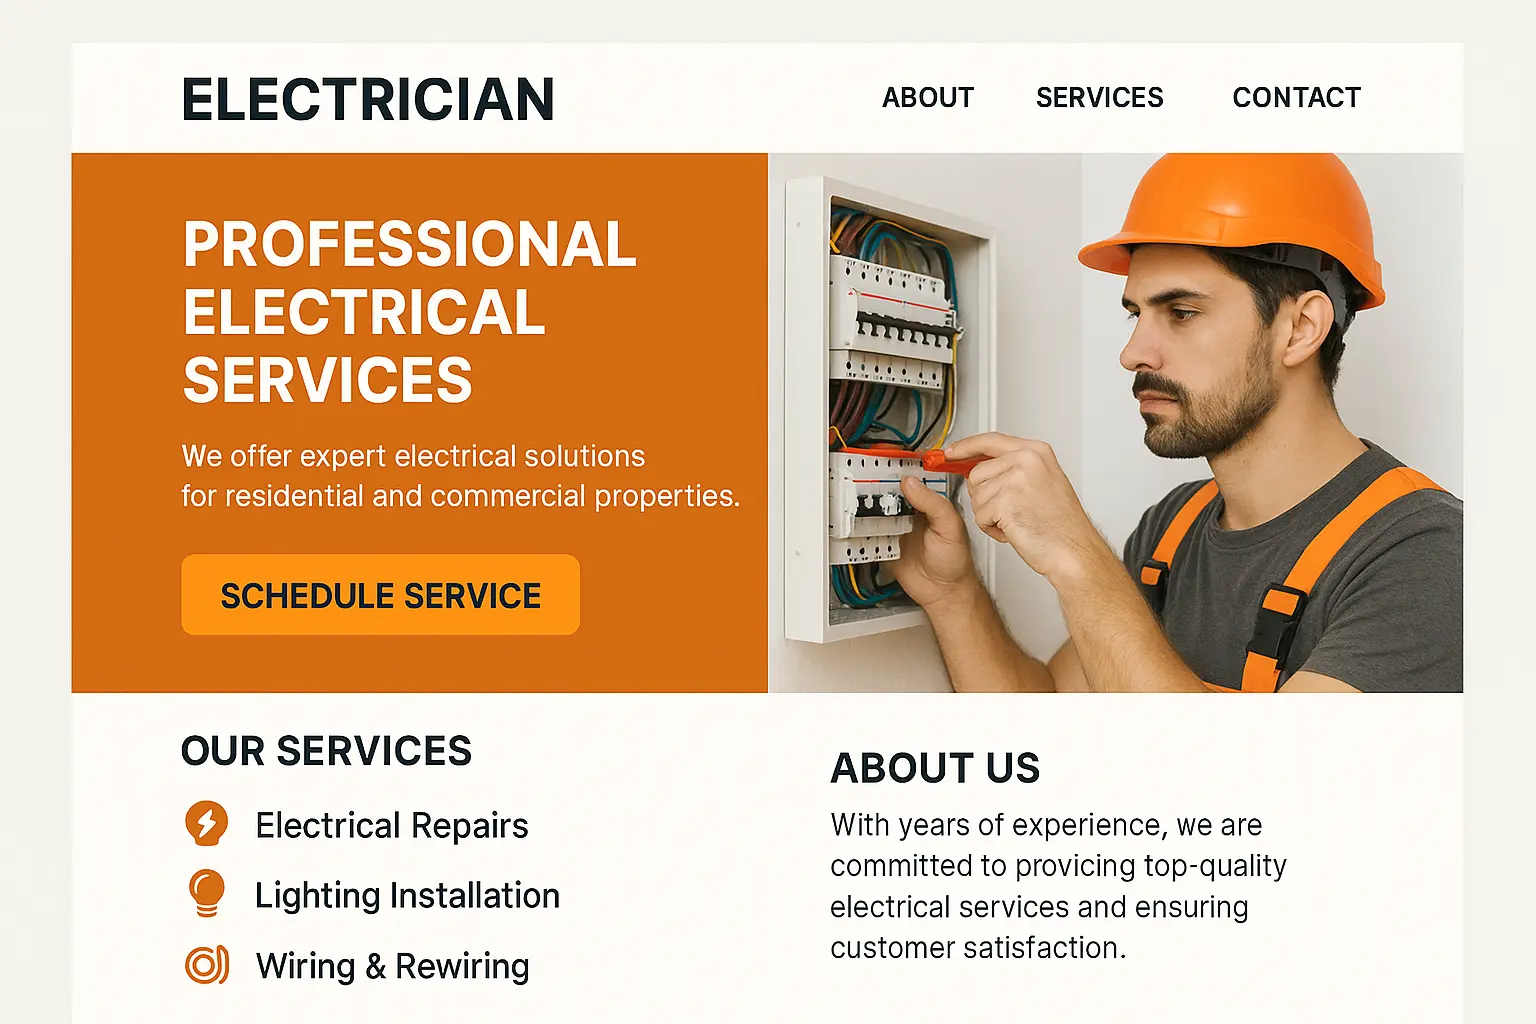 ELECTRICIAN
ABOUT SERVICES CONTACT
PROFESSIONAL
ELECTRICAL
SERVICES
We offer expert electrical solutions
for residential and commercial properties.
SCHEDULE SERVICE
OUR SERVICES
Electrical Repairs
Lighting Installation
Wiring & Rewiring
ABOUT US
With years of experience, we are
committed to provicing top-quality
electrical services and ensuring
customer satisfaction.